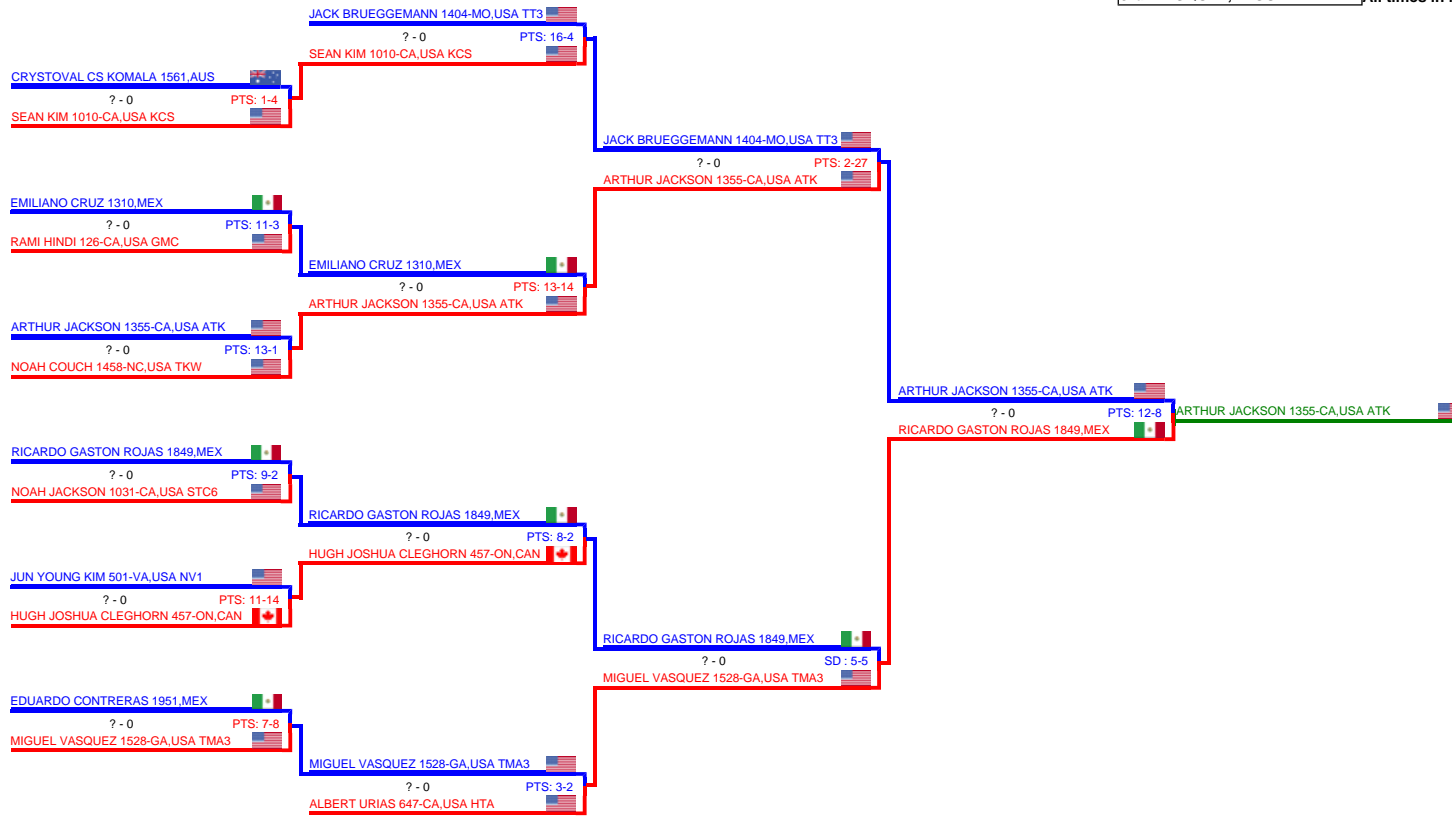 All times in
JACK BRUEGGEMANN 1404-MO,USA TT3
? - 0 PTS: 16-4
SEAN KIM 1010-CA,USA KCS
CRYSTOVAL CS KOMALA 1561,AUS
? - 0 PTS: 1-4
SEAN KIM 1010-CA,USA KCS
JACK BRUEGGEMANN 1404-MO,USA TT3
? - 0 PTS: 2-27
ARTHUR JACKSON 1355-CA,USA ATK
EMILIANO CRUZ 1310,MEX
? - 0 PTS: 11-3
RAMI HINDI 126-CA,USA GMC
EMILIANO CRUZ 1310,MEX
? - 0 PTS: 13-14
ARTHUR JACKSON 1355-CA,USA ATK
ARTHUR JACKSON 1355-CA,USA ATK
? - 0 PTS: 13-1
NOAH COUCH 1458-NC,USA TKW
ARTHUR JACKSON 1355-CA,USA ATK
? - 0 PTS: 12-8
RICARDO GASTON ROJAS 1849,MEX
ARTHUR JACKSON 1355-CA,USA ATK
RICARDO GASTON ROJAS 1849,MEX
? - 0 PTS: 9-2
NOAH JACKSON 1031-CA,USA STC6
RICARDO GASTON ROJAS 1849,MEX
? - 0 PTS: 8-2
HUGH JOSHUA CLEGHORN 457-ON,CAN
JUN YOUNG KIM 501-VA,USA NV1
? - 0 PTS: 11-14
HUGH JOSHUA CLEGHORN 457-ON,CAN
RICARDO GASTON ROJAS 1849,MEX
? - 0 SD : 5-5
MIGUEL VASQUEZ 1528-GA,USA TMA3
EDUARDO CONTRERAS 1951,MEX
? - 0 PTS: 7-8
MIGUEL VASQUEZ 1528-GA,USA TMA3
MIGUEL VASQUEZ 1528-GA,USA TMA3
? - 0 PTS: 3-2
ALBERT URIAS 647-CA,USA HTA